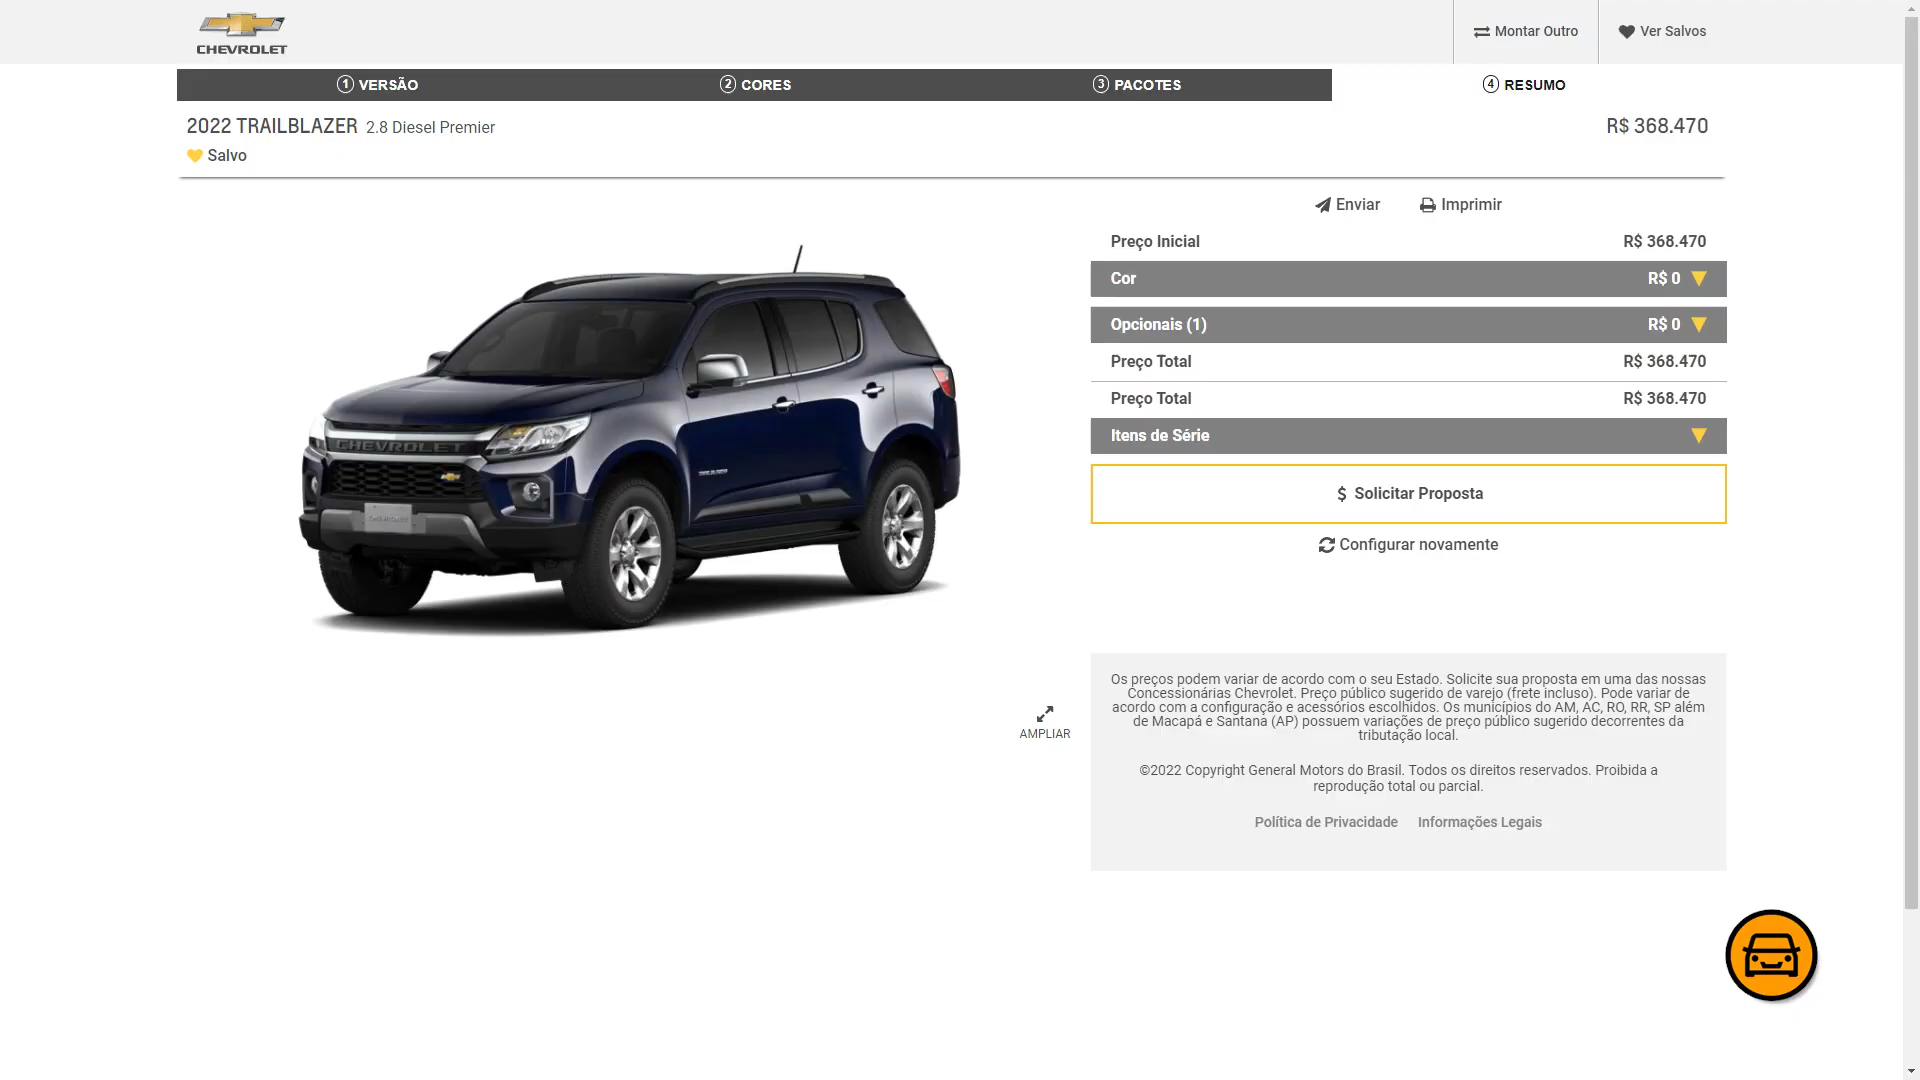 CHEVROLET
Montar Outro
Ver Salvos
1 VERSÃO
2 CORES
3 PACOTES
4 RESUMO
2022 TRAILBLAZER 2.8 Diesel Premier
R$ 368.470
Salvo
Enviar
Imprimir
Preço Inicial R$ 368.470
Cor R$ 0
Opcionais (1) R$ 0
Preço Total R$ 368.470
Preço Total R$ 368.470
Itens de Série
$ Solicitar Proposta
Configurar novamente
CHEVROLET
CHEVROLET
AMPLIAR
Os preços podem variar de acordo com o seu Estado. Solicite sua proposta em uma das nossas
Concessionárias Chevrolet. Preço público sugerido de varejo (frete incluso). Pode variar de
acordo com a configuração e acessórios escolhidos. Os municípios do AM, AC, RO, RR, SP além
de Macapá e Santana (AP) possuem variações de preço público sugerido decorrentes da
tributação local.
©2022 Copyright General Motors do Brasil. Todos os direitos reservados. Proibida a
reprodução total ou parcial.
Política de Privacidade
Informações Legais